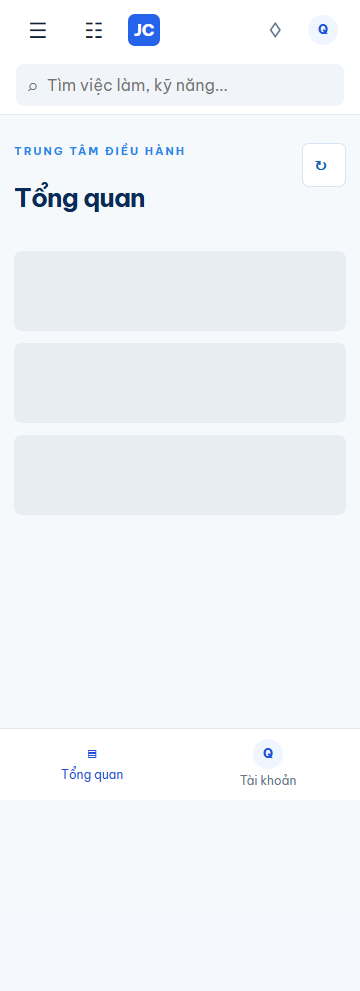 JC
Q
Tìm việc làm, kỹ năng...
TRUNG TÂM ĐIỀU HÀNH
Tổng quan
Tổng quan
Q
Tài khoản